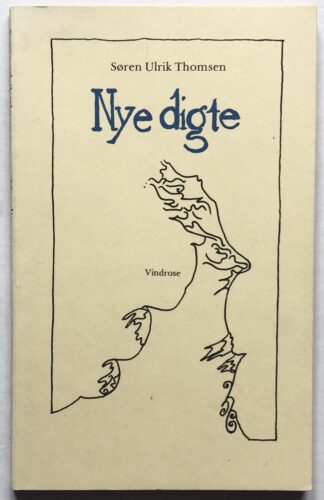 Søren Ulrik Thomsen
Nye digte
Vindrose